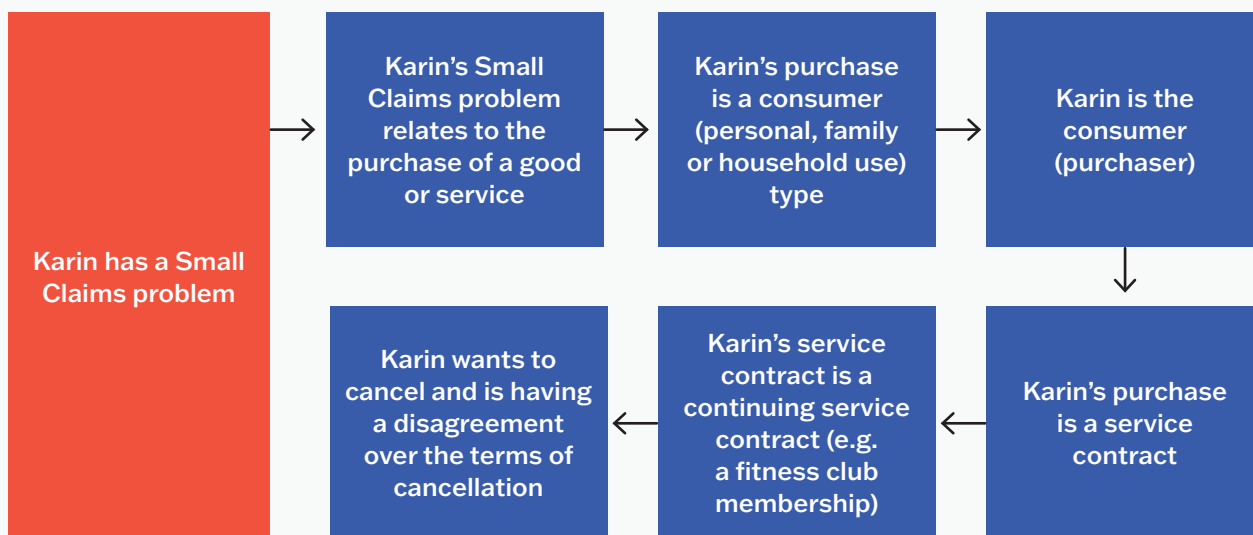 Karin has a Small
Claims problem
Karin’s Small
Claims problem
relates to the
purchase of a good
or service
Karin’s purchase
is a consumer
(personal, family
or household use)
type
Karin is the
consumer
(purchaser)
Karin’s purchase
is a service
contract
Karin’s service
contract is a
continuing service
contract (e.g.
a fitness club
membership)
Karin wants to
cancel and is having
a disagreement
over the terms of
cancellation